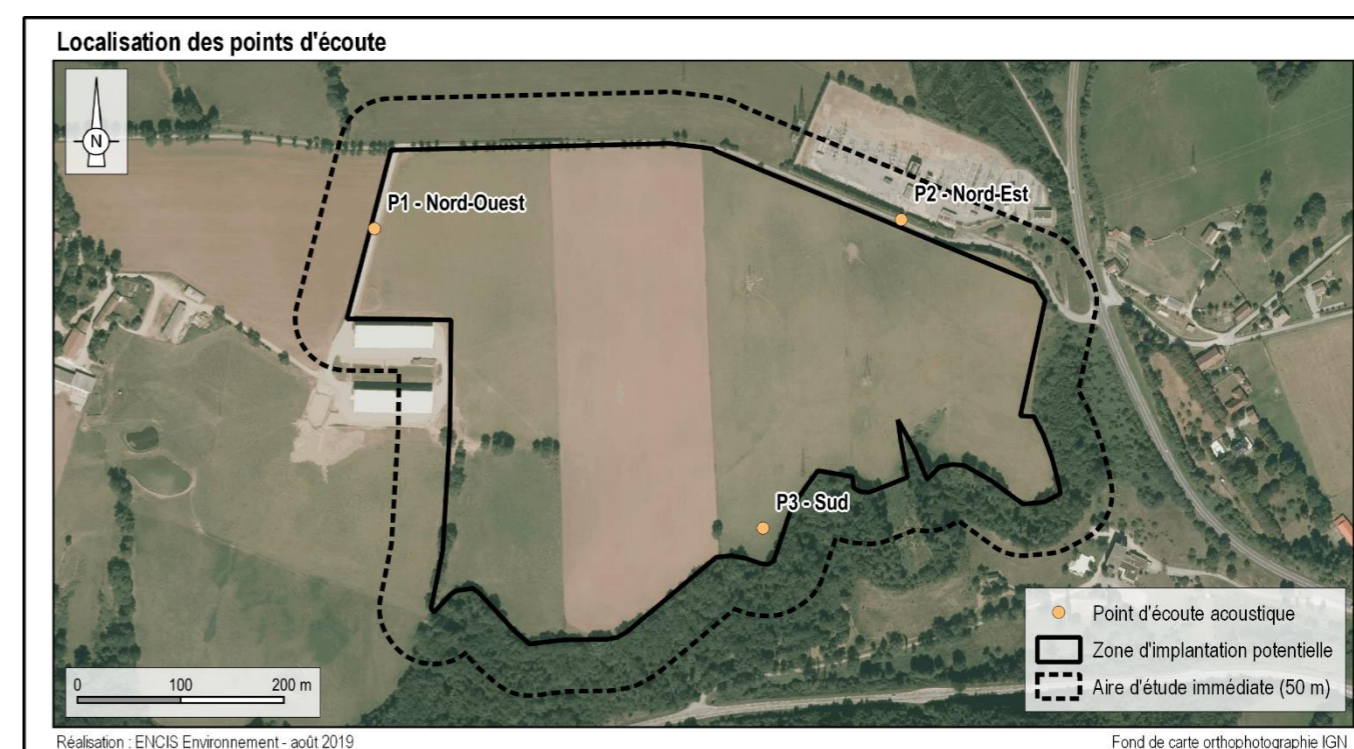 Localisation des points d'écoute
N
P1 - Nord-Ouest
P2 - Nord-Est
P3 - Sud
Point d'écoute acoustique
Zone d'implantation potentielle
Aire d'étude immédiate (50 m)
0 100 200 m
Réalisation : ENCIS Environnement - août 2019
Fond de carte orthophotographie IGN